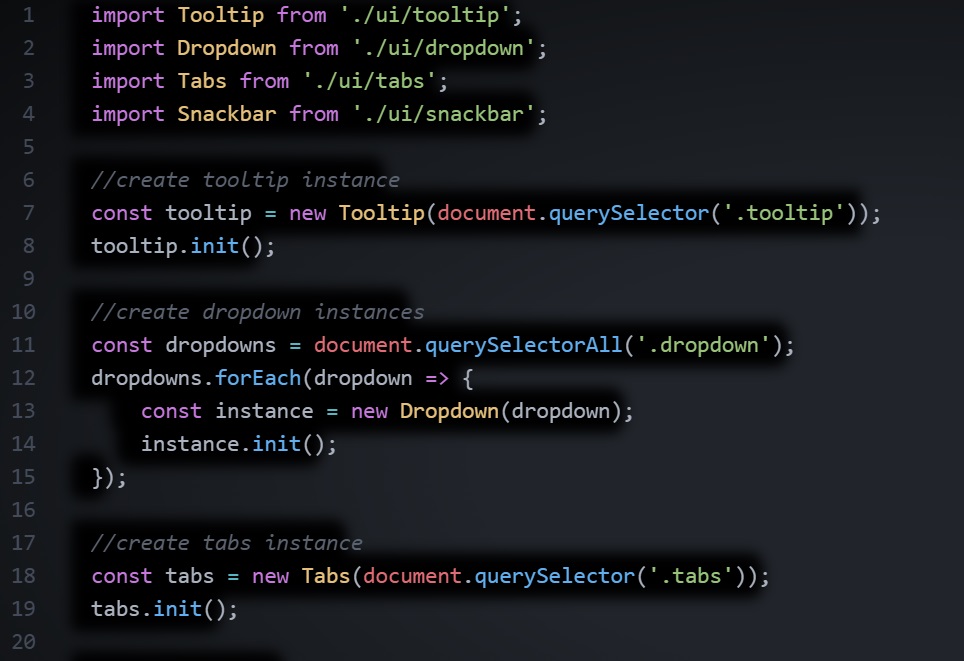 1 import Tooltip from './ui/tooltip';
2 import Dropdown from './ui/dropdown';
3 import Tabs from './ui/tabs';
4 import Snackbar from './ui/snackbar';
5
6 //create tooltip instance
7 const tooltip = new Tooltip(document.querySelector('.tooltip'));
8 tooltip.init();
9
10 //create dropdown instances
11 const dropdowns = document.querySelectorAll('.dropdown');
12 dropdowns.forEach(dropdown => {
13     const instance = new Dropdown(dropdown);
14     instance.init();
15 });
16
17 //create tabs instance
18 const tabs = new Tabs(document.querySelector('.tabs'));
19 tabs.init();
20